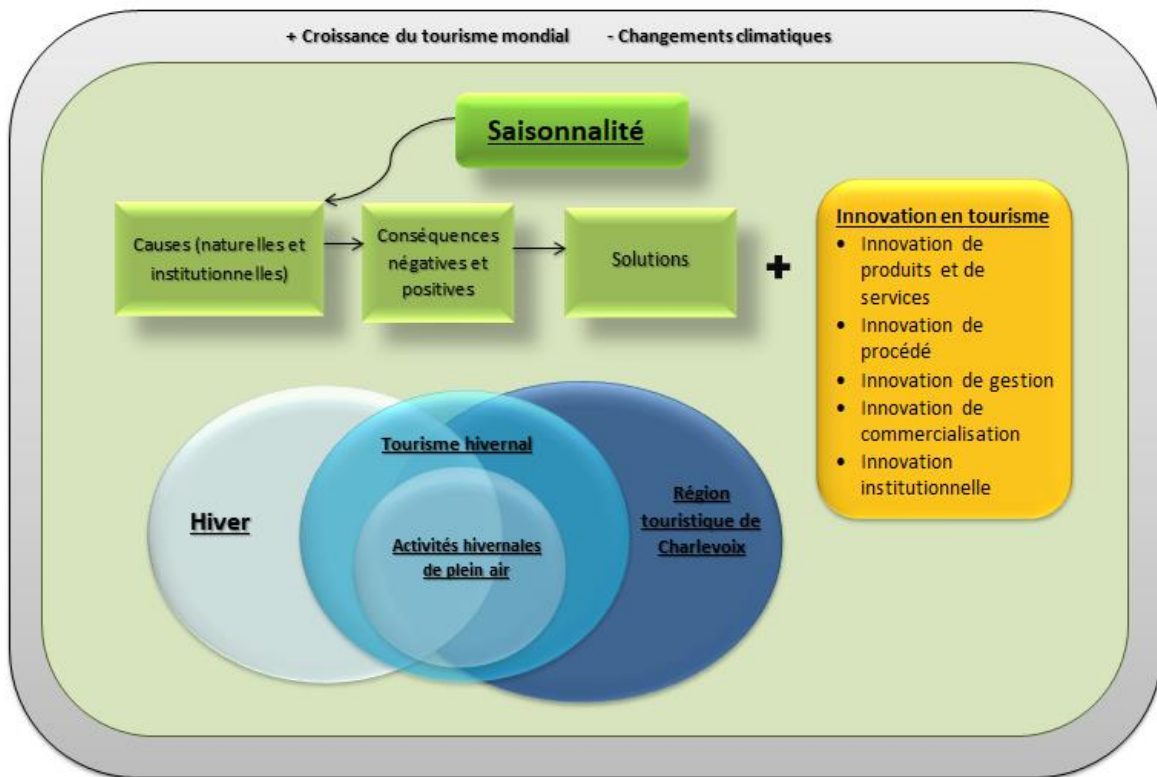 + Croissance du tourisme mondial - Changements climatiques
Saisonnalité
Causes (naturelles et
institutionnelles)
Conséquences
négatives et
positives
Solutions
+
Innovation en tourisme
• Innovation de
produits et de
services
• Innovation de
procédé
• Innovation de gestion
• Innovation de
commercialisation
• Innovation
institutionnelle
Hiver
Tourisme hivernal
Activités hivernales
de plein air
Région
touristique de
Charlevoix